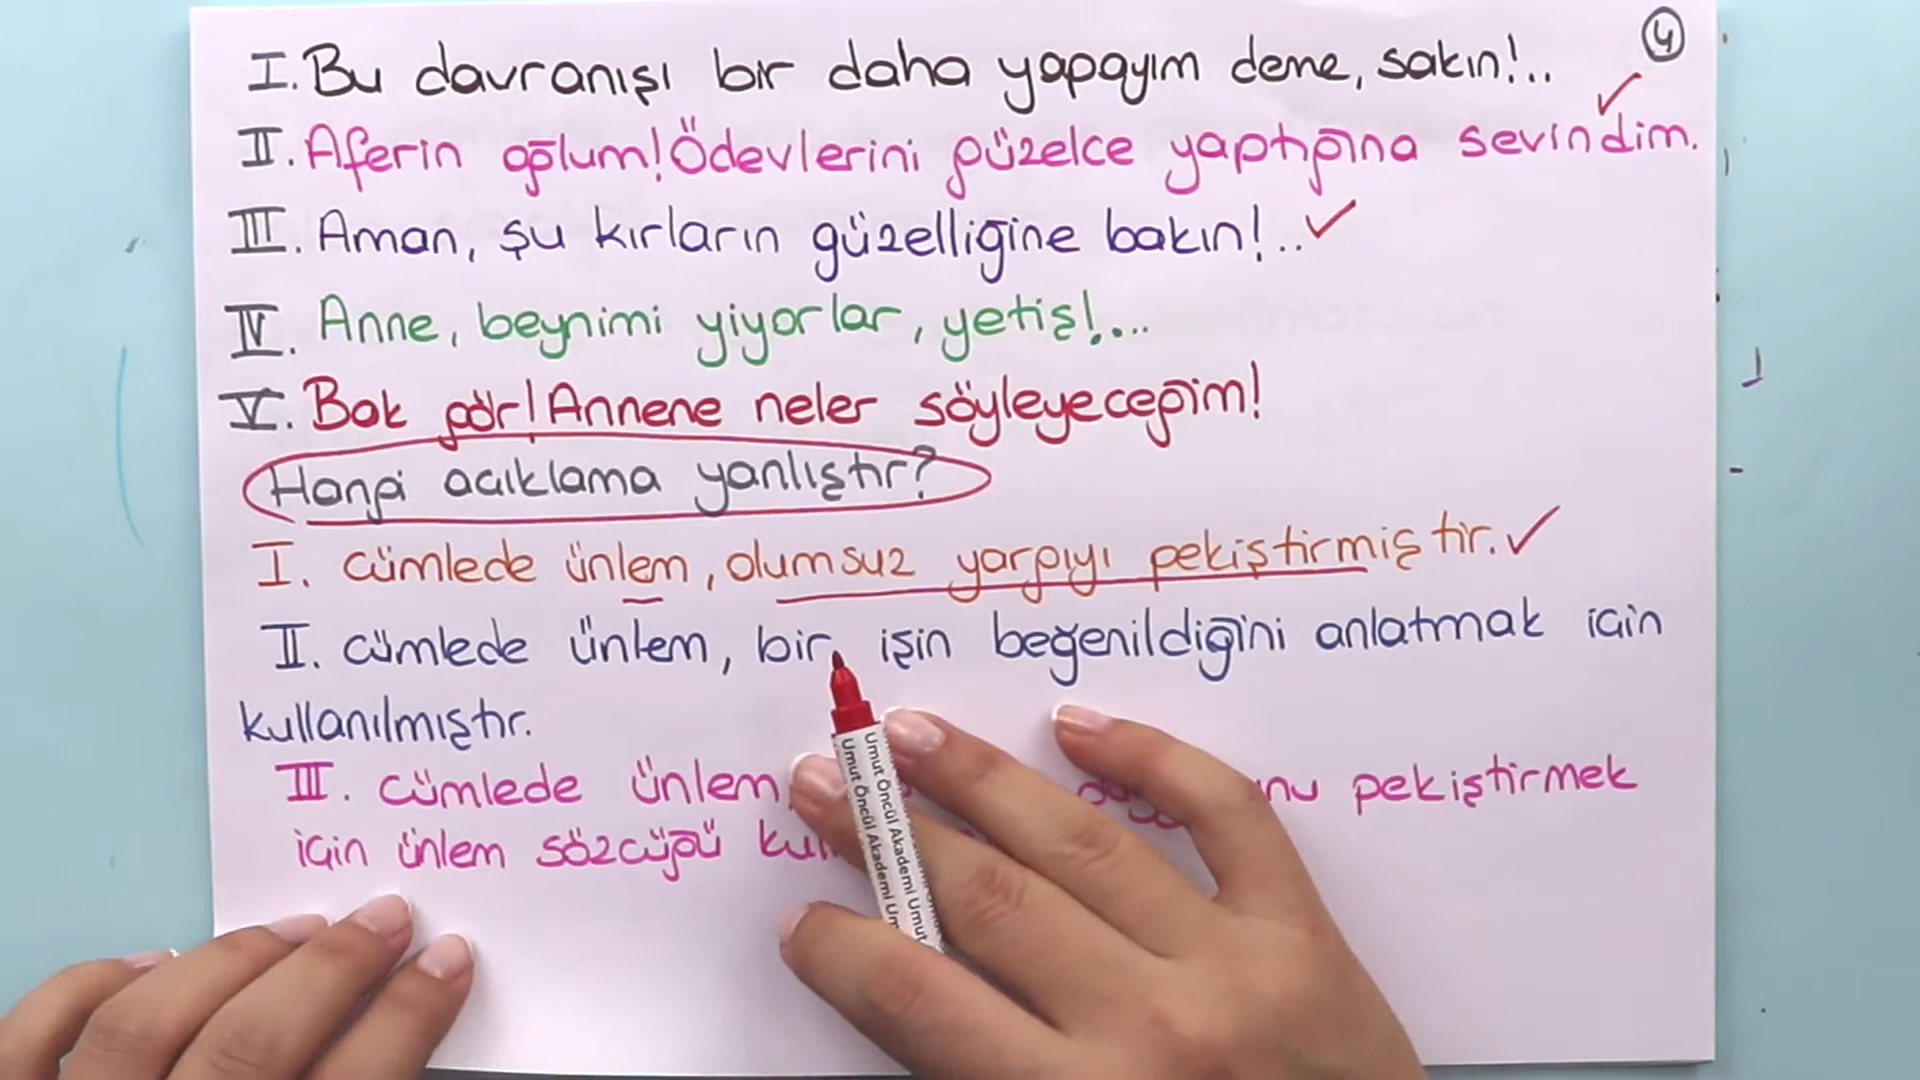 4
I. Bu davranışı bir daha yapayım deme, sakın!..
II. Aferin oğlum! Ödevlerini güzelce yaptığına sevindim.
III. Aman, şu kırların güzelliğine bakın!..
IV. Anne, beynimi yiyorlar, yetiş!...
V. Bak gör! Annene neler söyleyeceğim!
Hangi açıklama yanlıştır?
I. cümlede ünlem, olumsuz yargıyı pekiştirmiştir.
II. cümlede ünlem, bir işin beğenildiğini anlatmak için
kullanılmıştır.
III. cümlede ünlem, pekiştirmek
için ünlem sözcüğü
Umut Öncül Akademi Umut
Umut Öncül Akademi Um